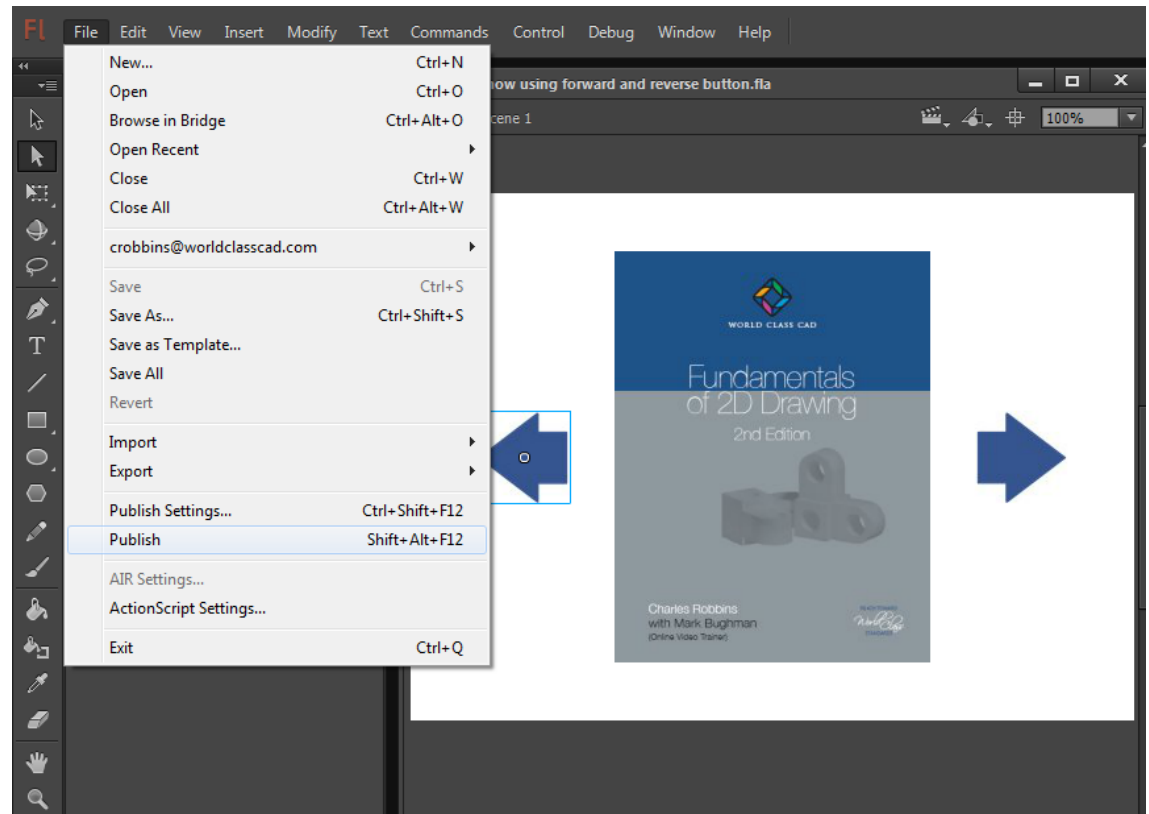 Fl File Edit View Insert Modify Text Commands Control Debug Window Help
New... Ctrl+N
Open Ctrl+O
Browse in Bridge Ctrl+Alt+O
Open Recent
Close Ctrl+W
Close All Ctrl+Alt+W
crobbins@worldclasscad.com
Save Ctrl+S
Save As... Ctrl+Shift+S
Save as Template...
Save All
Revert
Import
Export
Publish Settings... Ctrl+Shift+F12
Publish Shift+Alt+F12
AIR Settings...
ActionScript Settings...
Exit Ctrl+Q
using forward and reverse button.fla
1
100%
T
WORLD CLASS CAD
Fundamentals
of 2D Drawing
2nd Edition
Charles Robbins
with Mark Bughman
(Online Video Trainer)
World Class